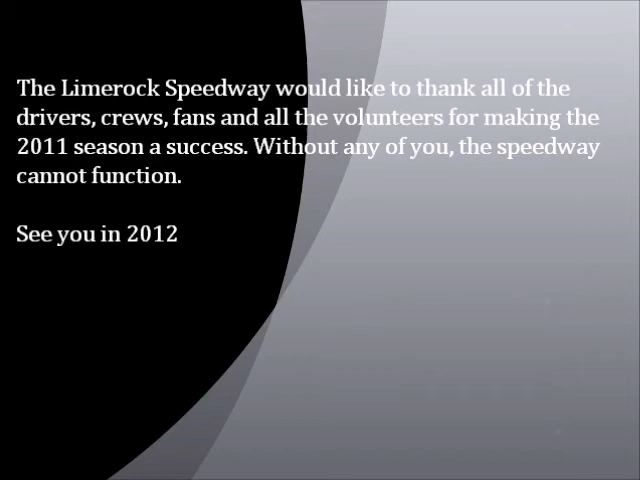 The Limerock Speedway would like to thank all of the
drivers, crews, fans and all the volunteers for making the
2011 season a success. Without any of you, the speedway
cannot function.
See you in 2012